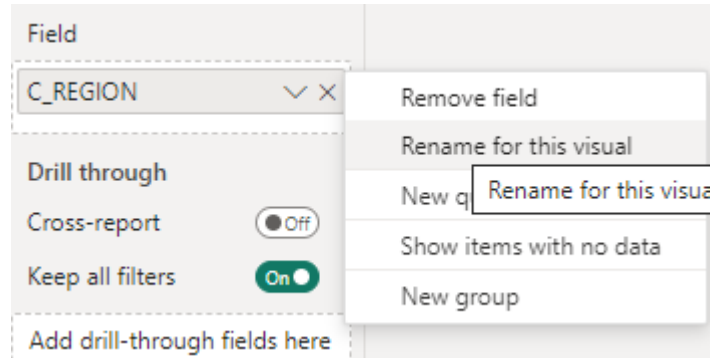 Field
C_REGION
Remove field
Rename for this visual
Drill through
New q
Rename for this visua
Cross-report
Off
Show items with no data
Keep all filters
On
New group
Add drill-through fields here